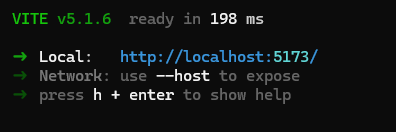 VITE v5.1.6  ready in 198 ms
➜ Local:   http://localhost:5173/
➜ Network: use --host to expose
➜ press h + enter to show help